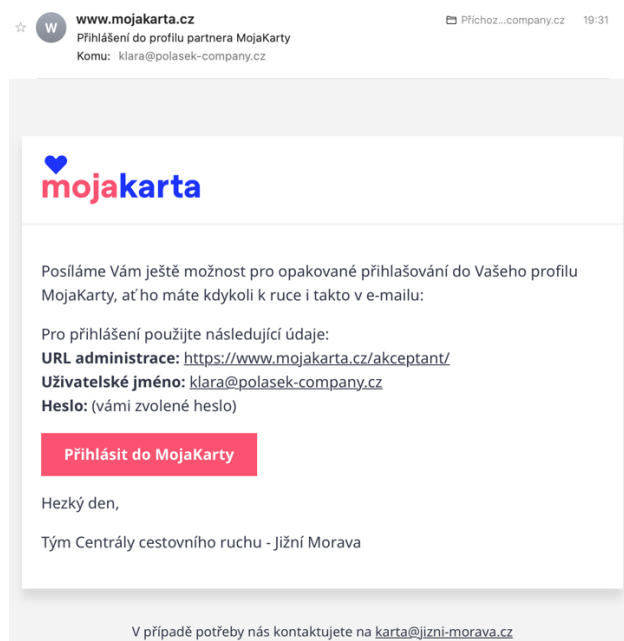 W
www.mojakarta.cz
Příchoz...company.cz 19:31
Přihlášení do profilu partnera MojaKarty
Komu: klara@polasek-company.cz
mojakarta
Posíláme Vám ještě možnost pro opakované přihlašování do Vašeho profilu
MojaKarty, ať ho máte kdykoli k ruce i takto v e-mailu:
Pro přihlášení použijte následující údaje:
URL administrace: https://www.mojakarta.cz/akceptant/
Uživatelské jméno: klara@polasek-company.cz
Heslo: (vámi zvolené heslo)
Přihlásit do MojaKarty
Hezký den,
Tým Centrály cestovního ruchu - Jižní Morava
V případě potřeby nás kontaktujete na karta@jizni-morava.cz